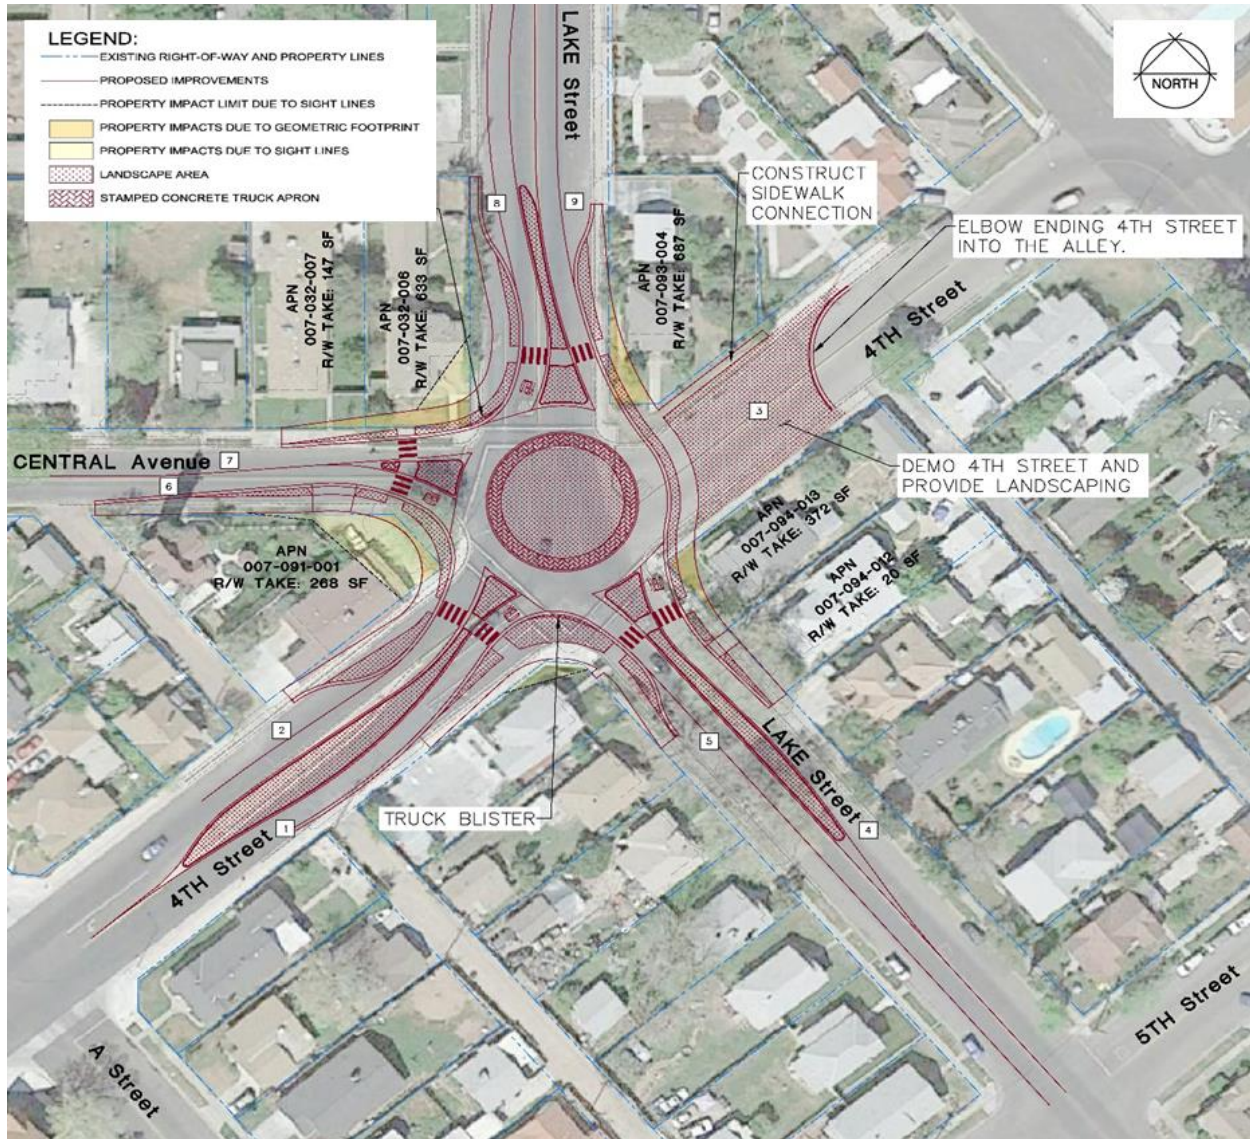 LEGEND:
EXISTING RIGHT-OF-WAY AND PROPERTY LINES
PROPOSED IMPROVEMENTS
PROPERTY IMPACT LIMIT DUE TO SIGHT LINES
PROPERTY IMPACTS DUE TO GEOMETRIC FOOTPRINT
PROPERTY IMPACTS DUE TO SIGHT LINES
LANDSCAPE AREA
STAMPED CONCRETE TRUCK APRON
LAKE Street
NORTH
8
9
CONSTRUCT
SIDEWALK
CONNECTION
ELBOW ENDING 4TH STREET
INTO THE ALLEY.
APN
007-032-007
R/W TAKE: 147 SF
APN
007-032-006
R/W TAKE: 633 SF
APN
007-093-004
R/W TAKE: 687 SF
4TH Street
3
CENTRAL Avenue
7
6
DEMO 4TH STREET AND
PROVIDE LANDSCAPING
APN
007-094-013
R/W TAKE: 372 SF
APN
007-094-012
R/W TAKE: 20 SF
APN
007-091-001
R/W TAKE: 268 SF
2
5
LAKE Street
TRUCK BLISTER
1
4
4TH Street
5TH Street
A Street